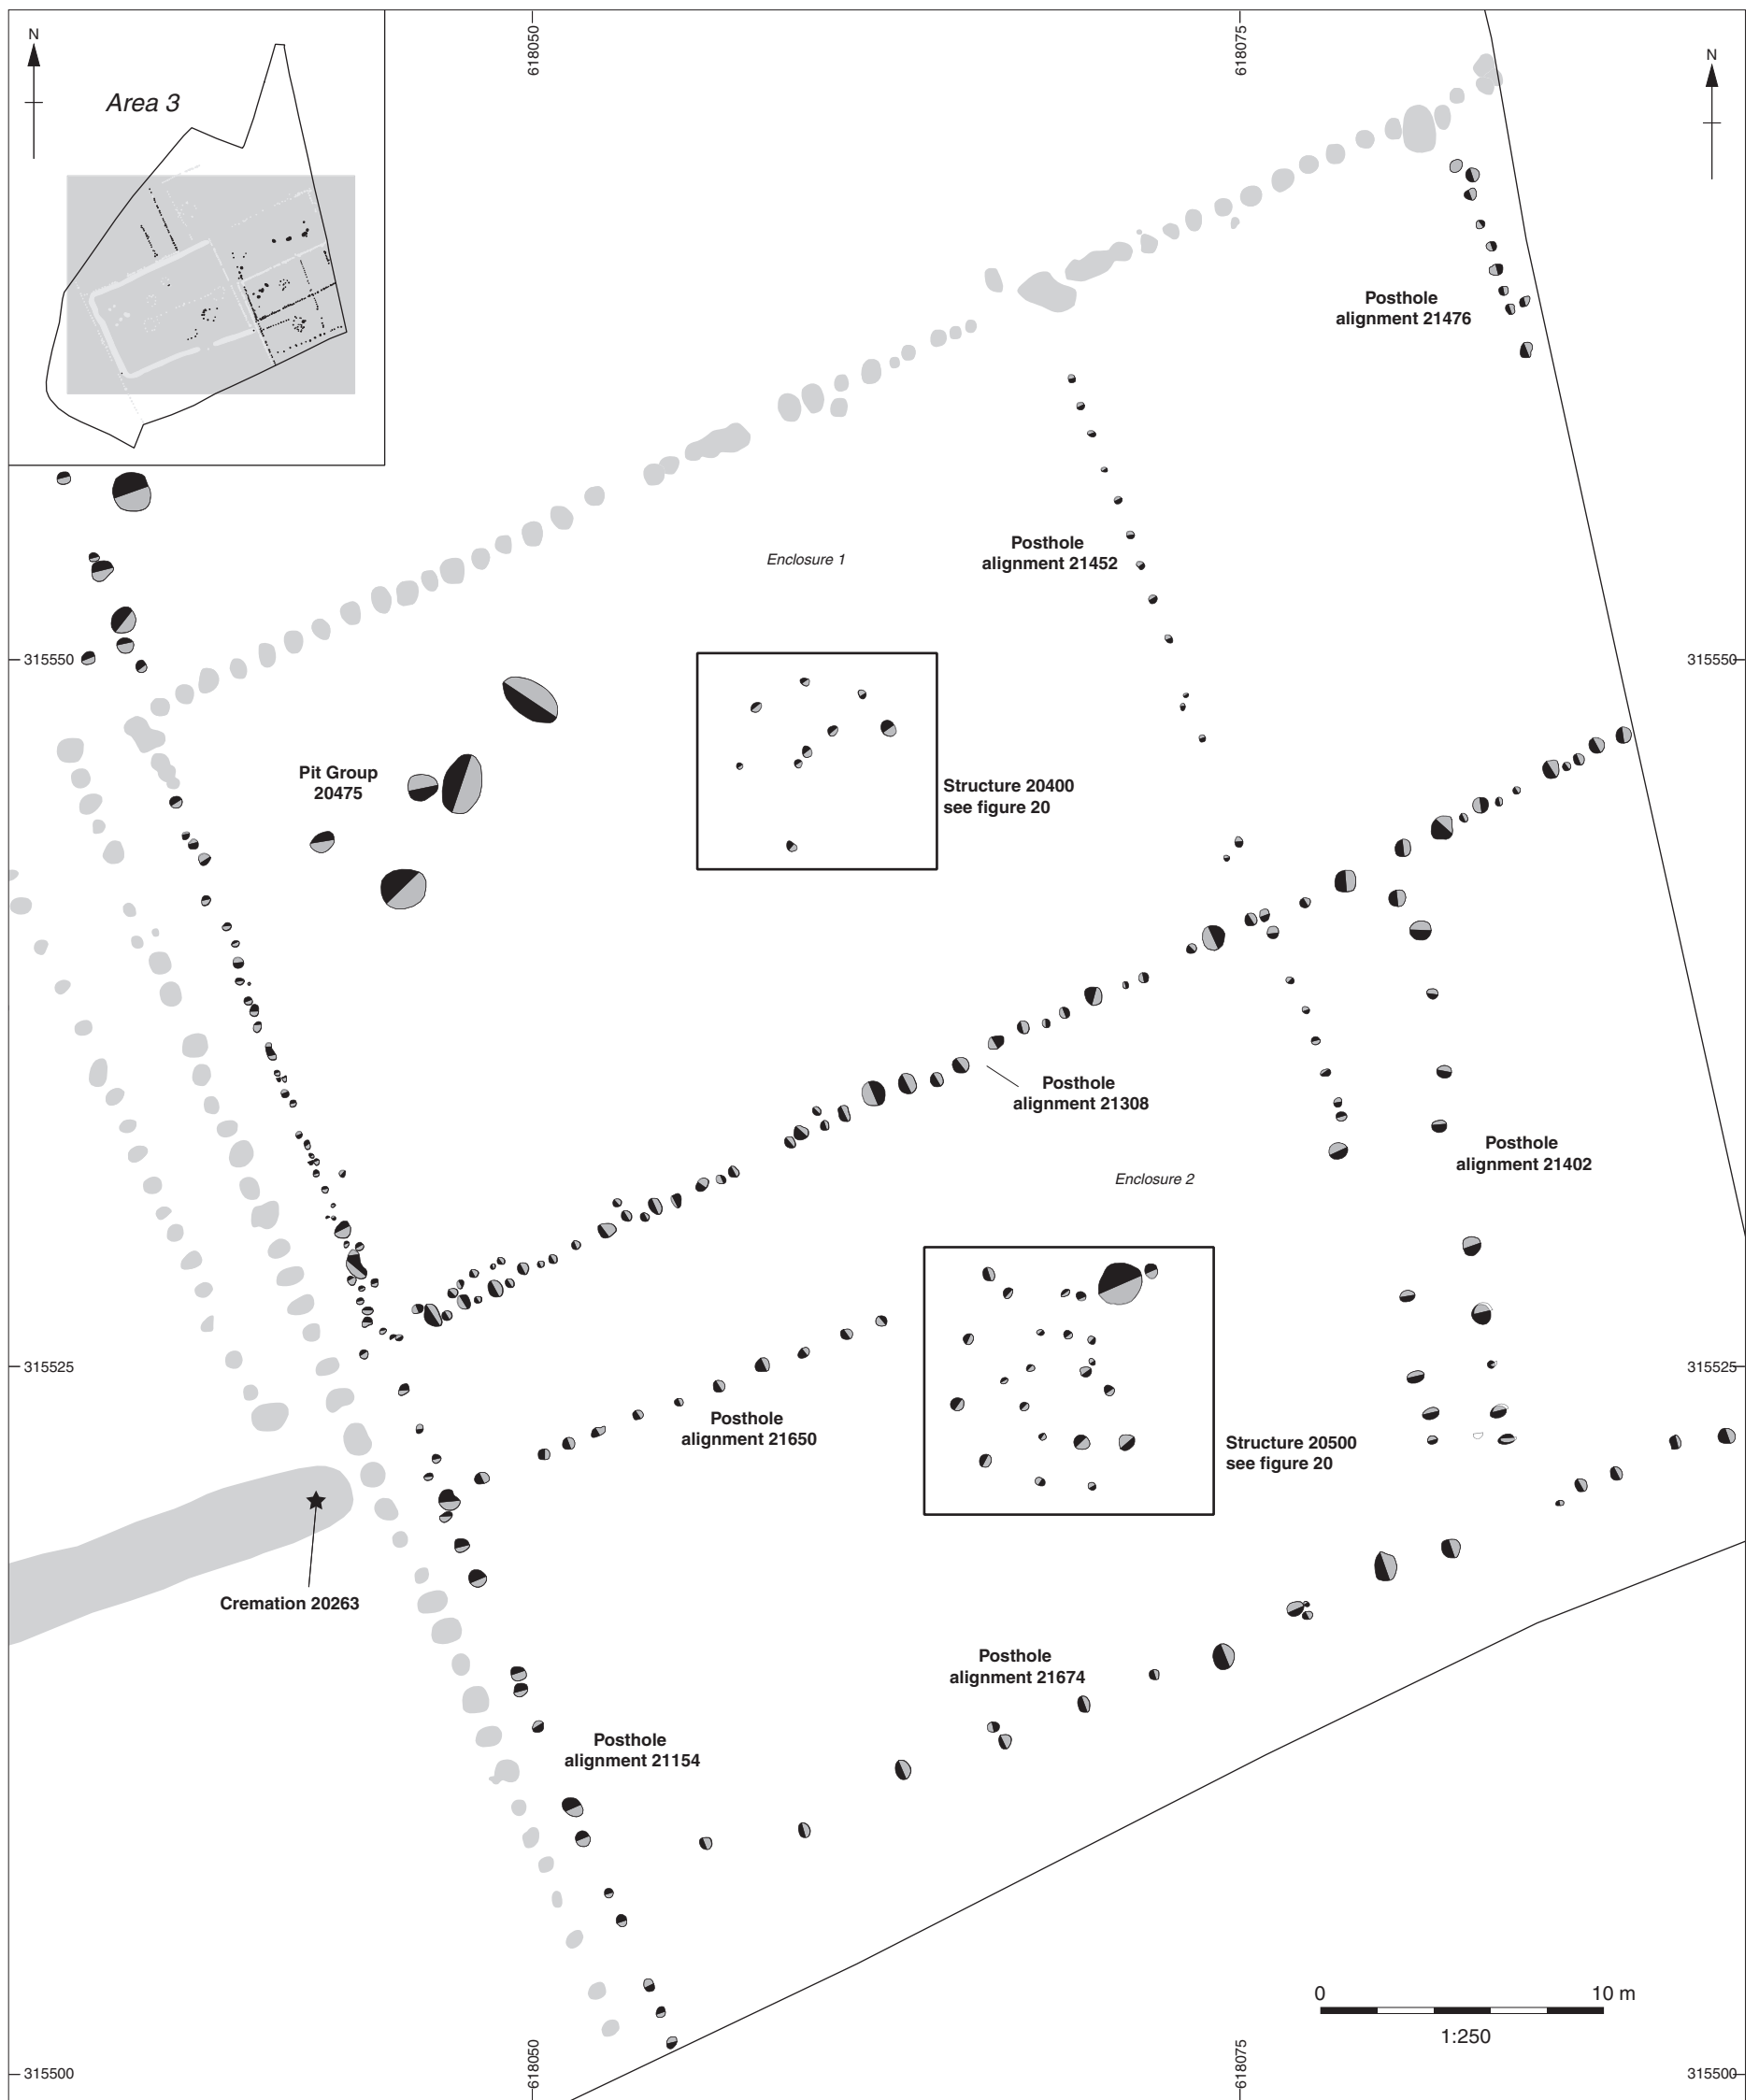 618050
618075
N
N
Area 3
Posthole
alignment 21476
Posthole
alignment 21452
Enclosure 1
315550
315550
Pit Group
20475
Structure 20400
see figure 20
Posthole
alignment 21308
Posthole
alignment 21402
Enclosure 2
315525
315525
Posthole
alignment 21650
Structure 20500
see figure 20
Cremation 20263
Posthole
alignment 21674
Posthole
alignment 21154
0 10 m
1:250
315500
315500
618050
618075